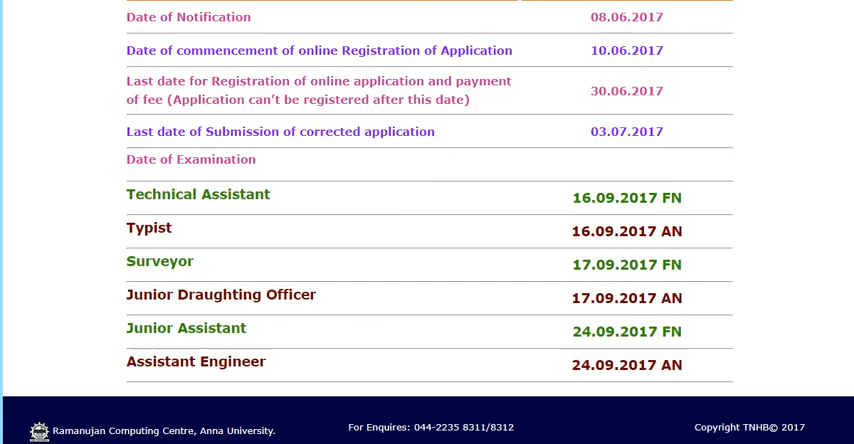 Date of Notification 08.06.2017
Date of commencement of online Registration of Application 10.06.2017
Last date for Registration of online application and payment
of fee (Application can't be registered after this date) 30.06.2017
Last date of Submission of corrected application 03.07.2017
Date of Examination
Technical Assistant 16.09.2017 FN
Typist 16.09.2017 AN
Surveyor 17.09.2017 FN
Junior Draughting Officer 17.09.2017 AN
Junior Assistant 24.09.2017 FN
Assistant Engineer 24.09.2017 AN
Ramanujan Computing Centre, Anna University. For Enquires: 044-2235 8311/8312 Copyright TNHB© 2017